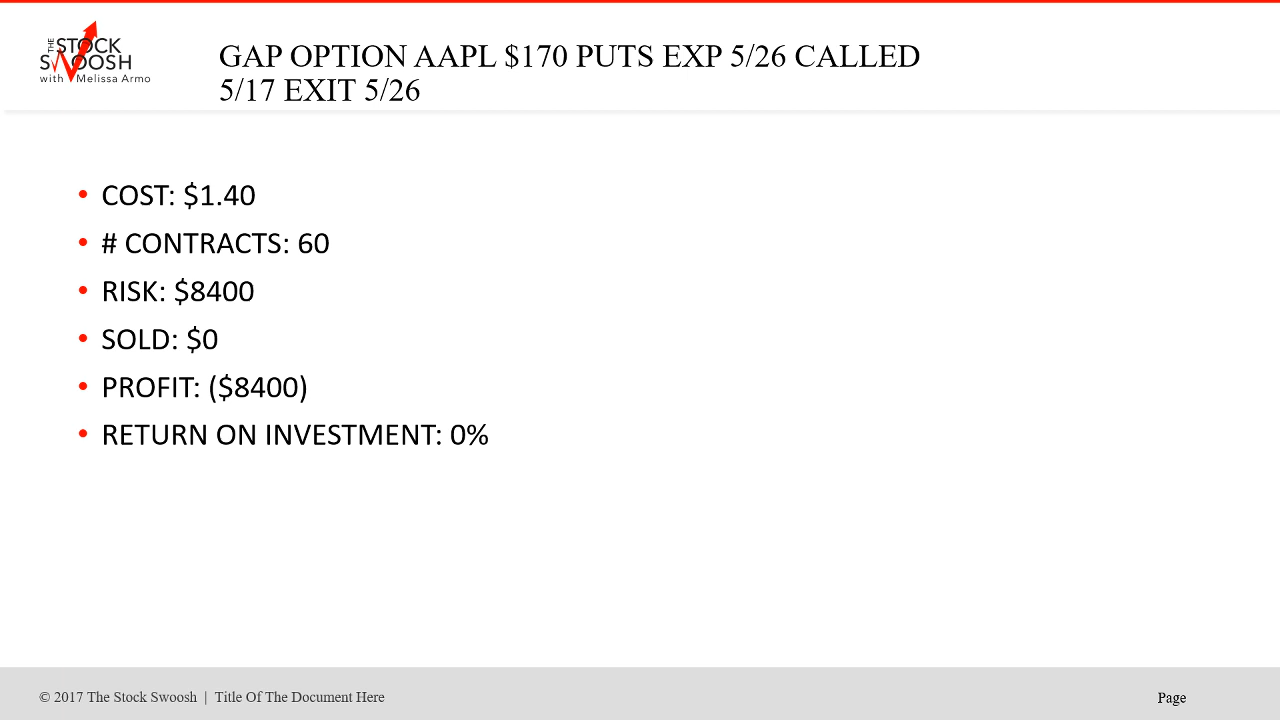 THE STOCK
SWOOSH
with Melissa Armo
GAP OPTION AAPL $170 PUTS EXP 5/26 CALLED
5/17 EXIT 5/26
• COST: $1.40
• # CONTRACTS: 60
• RISK: $8400
• SOLD: $0
• PROFIT: ($8400)
• RETURN ON INVESTMENT: 0%
© 2017 The Stock Swoosh | Title Of The Document Here
Page